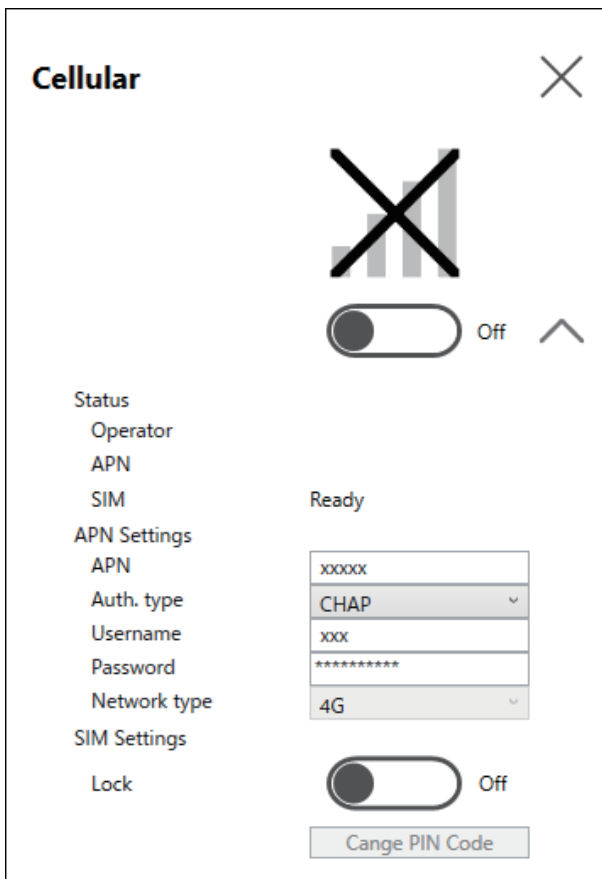 Cellular
Off
Status
Operator
APN
SIM Ready
APN Settings
APN xxxxx
Auth. type CHAP
Username xxx
Password **********
Network type 4G
SIM Settings
Lock Off
Cange PIN Code